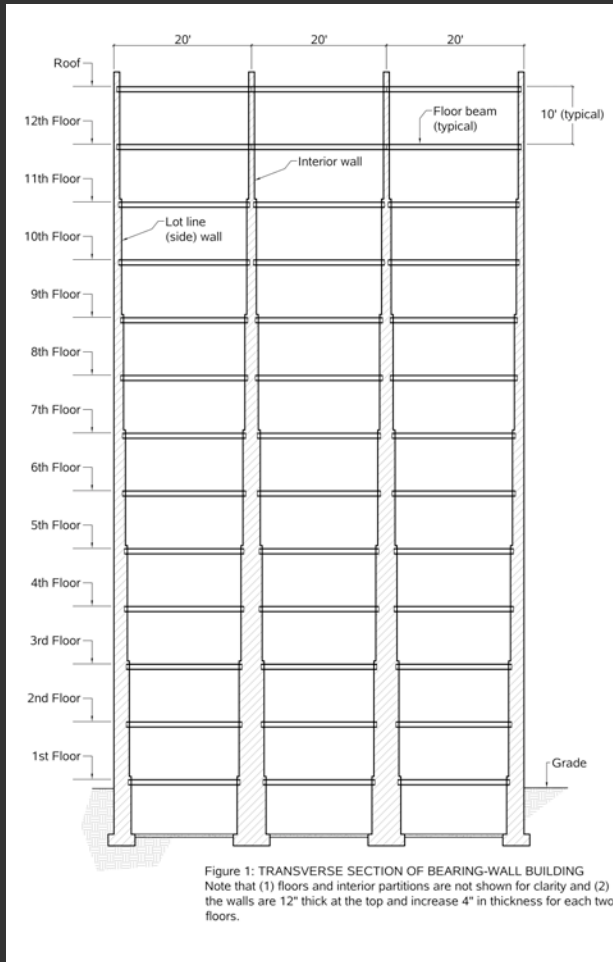 20' 20' 20'
Roof
10' (typical)
Floor beam
(typical)
12th Floor
Interior wall
11th Floor
Lot line
(side) wall
10th Floor
9th Floor
8th Floor
7th Floor
6th Floor
5th Floor
4th Floor
3rd Floor
2nd Floor
1st Floor
Grade
Figure 1: TRANSVERSE SECTION OF BEARING-WALL BUILDING
Note that (1) floors and interior partitions are not shown for clarity and (2)
the walls are 12" thick at the top and increase 4" in thickness for each two
floors.